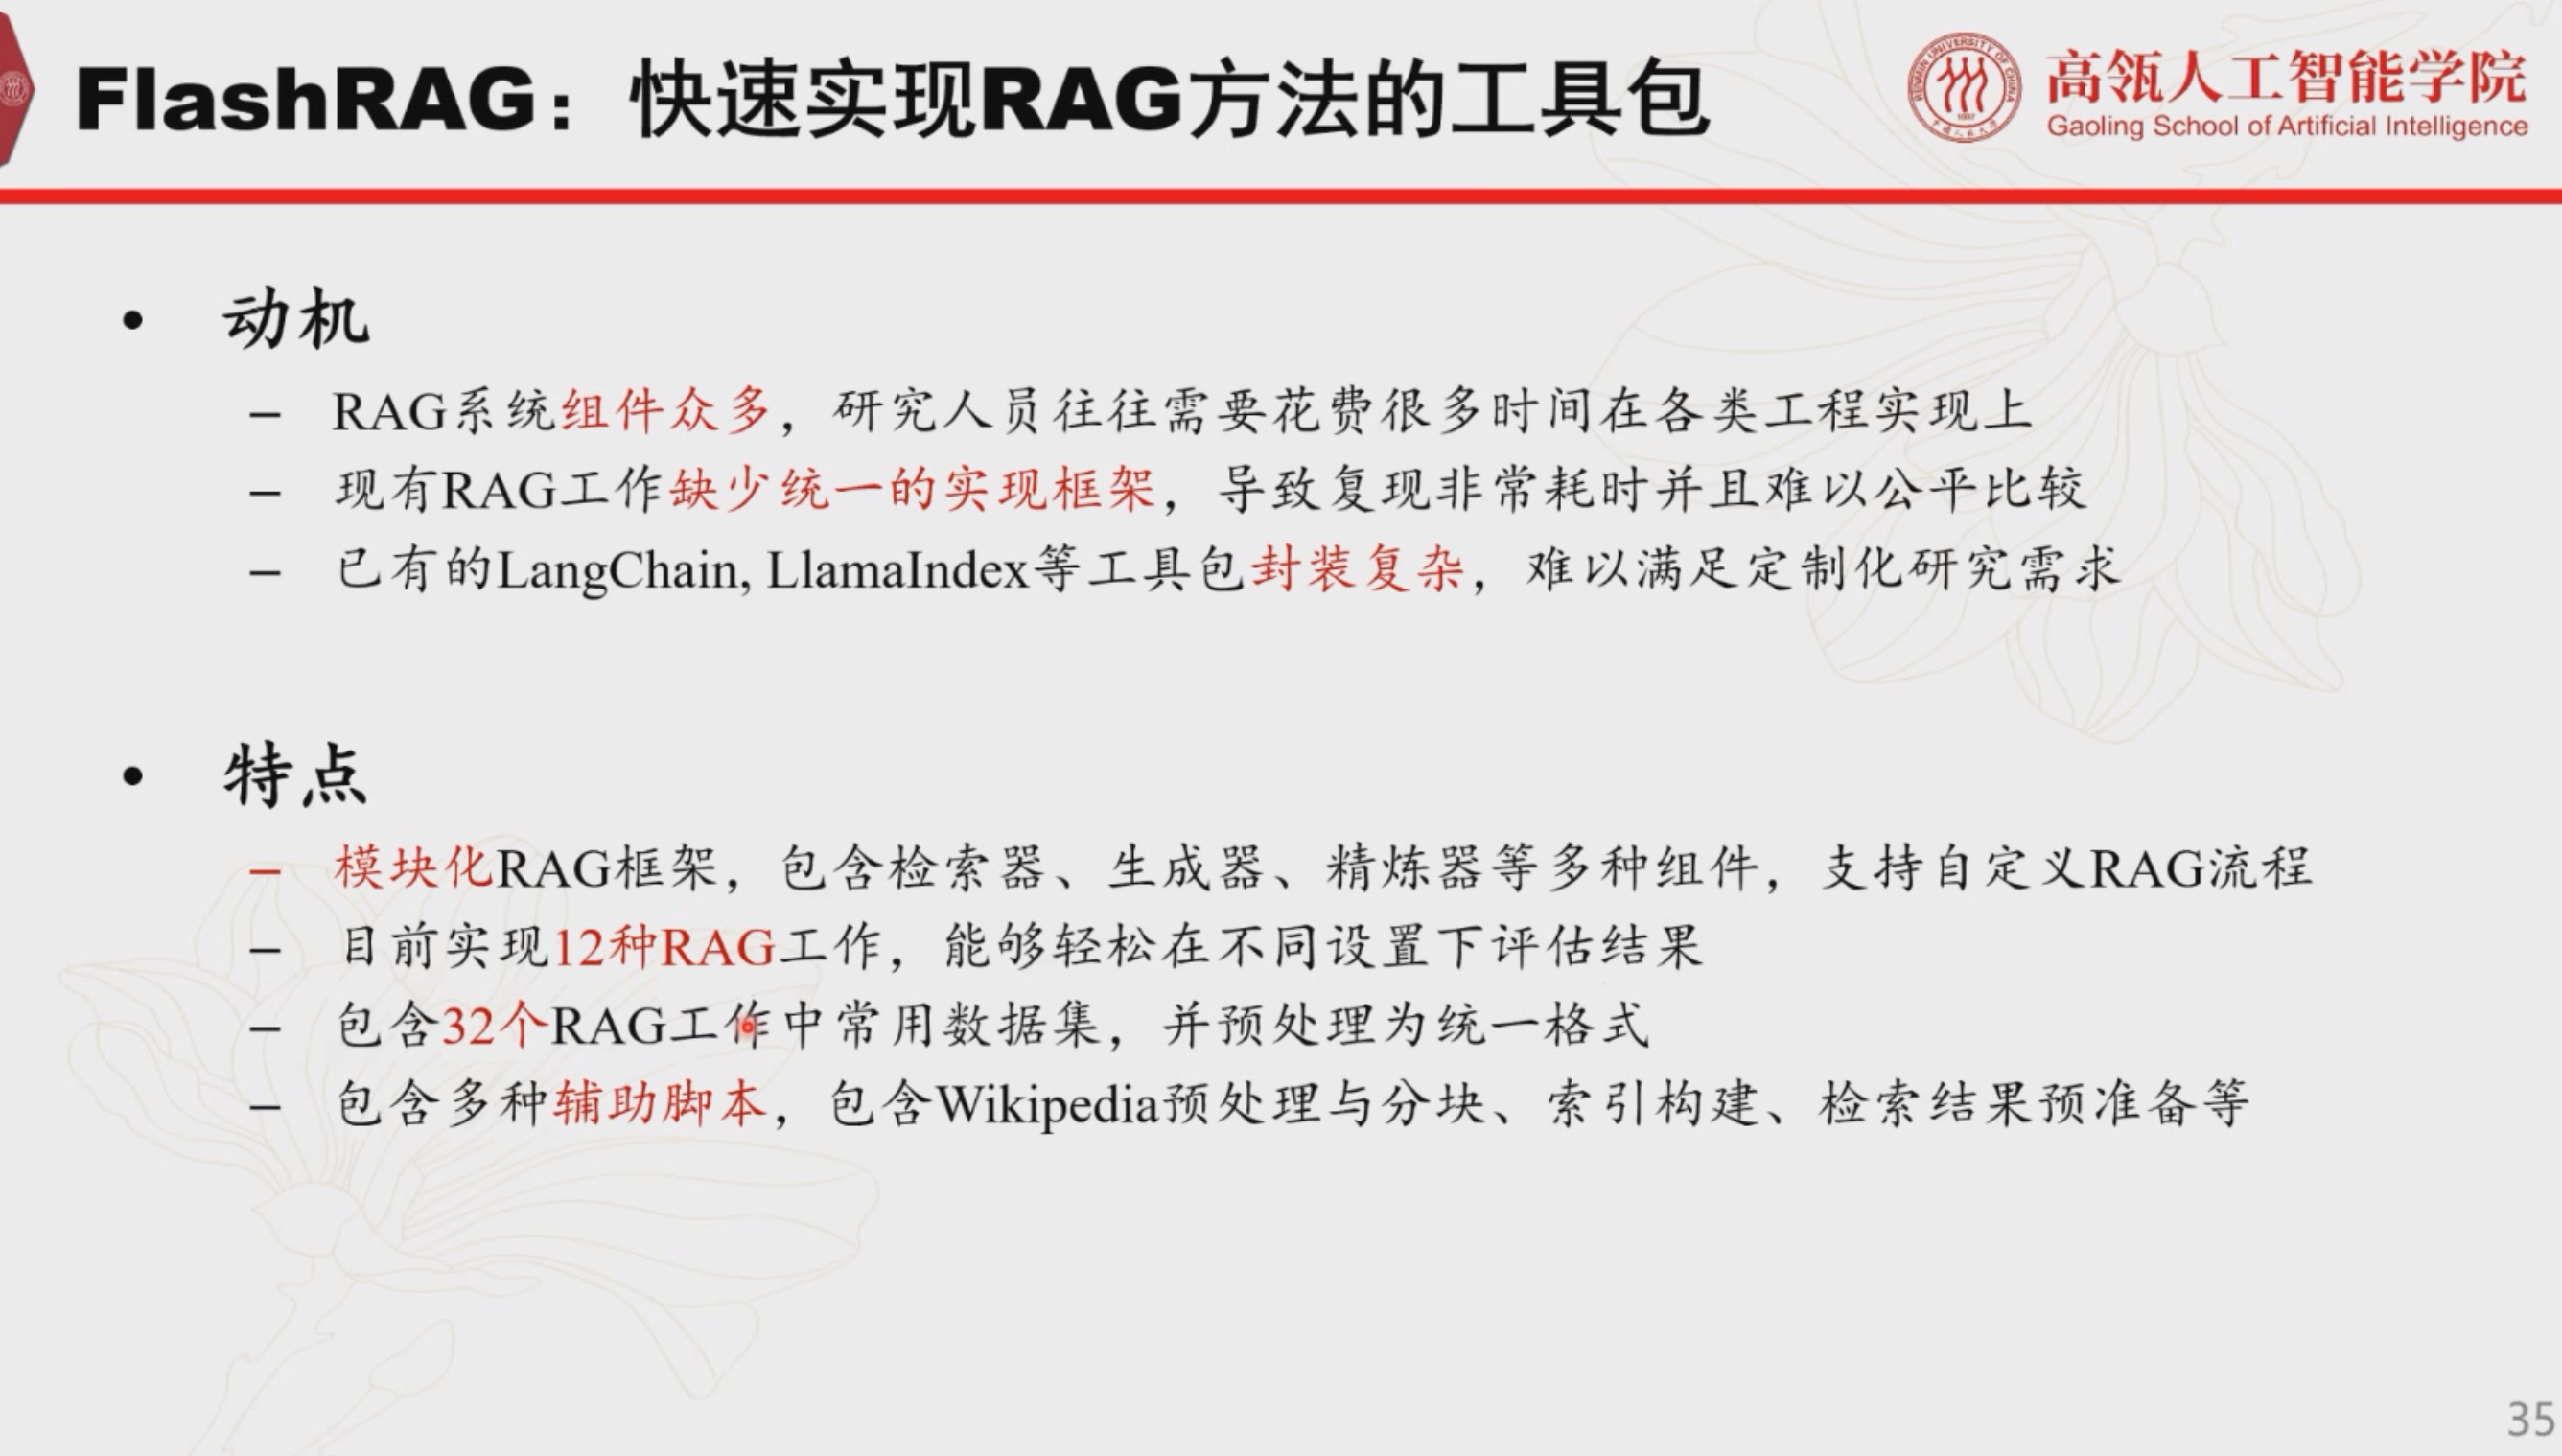 FlashRAG：快速实现RAG方法的工具包
RENMIN UNIVERSITY OF CHINA
1937
中国人民大学
高瓴人工智能学院
Gaoling School of Artificial Intelligence
• 动机
– RAG系统组件众多，研究人员往往需要花费很多时间在各类工程实现上
– 现有RAG工作缺少统一的实现框架，导致复现非常耗时并且难以公平比较
– 已有的LangChain, LlamaIndex等工具包封装复杂，难以满足定制化研究需求
• 特点
– 模块化RAG框架，包含检索器、生成器、精炼器等多种组件，支持自定义RAG流程
– 目前实现12种RAG工作，能够轻松在不同设置下评估结果
– 包含32个RAG工作中常用数据集，并预处理为统一格式
– 包含多种辅助脚本，包含Wikipedia预处理与分块、索引构建、检索结果预准备等
35